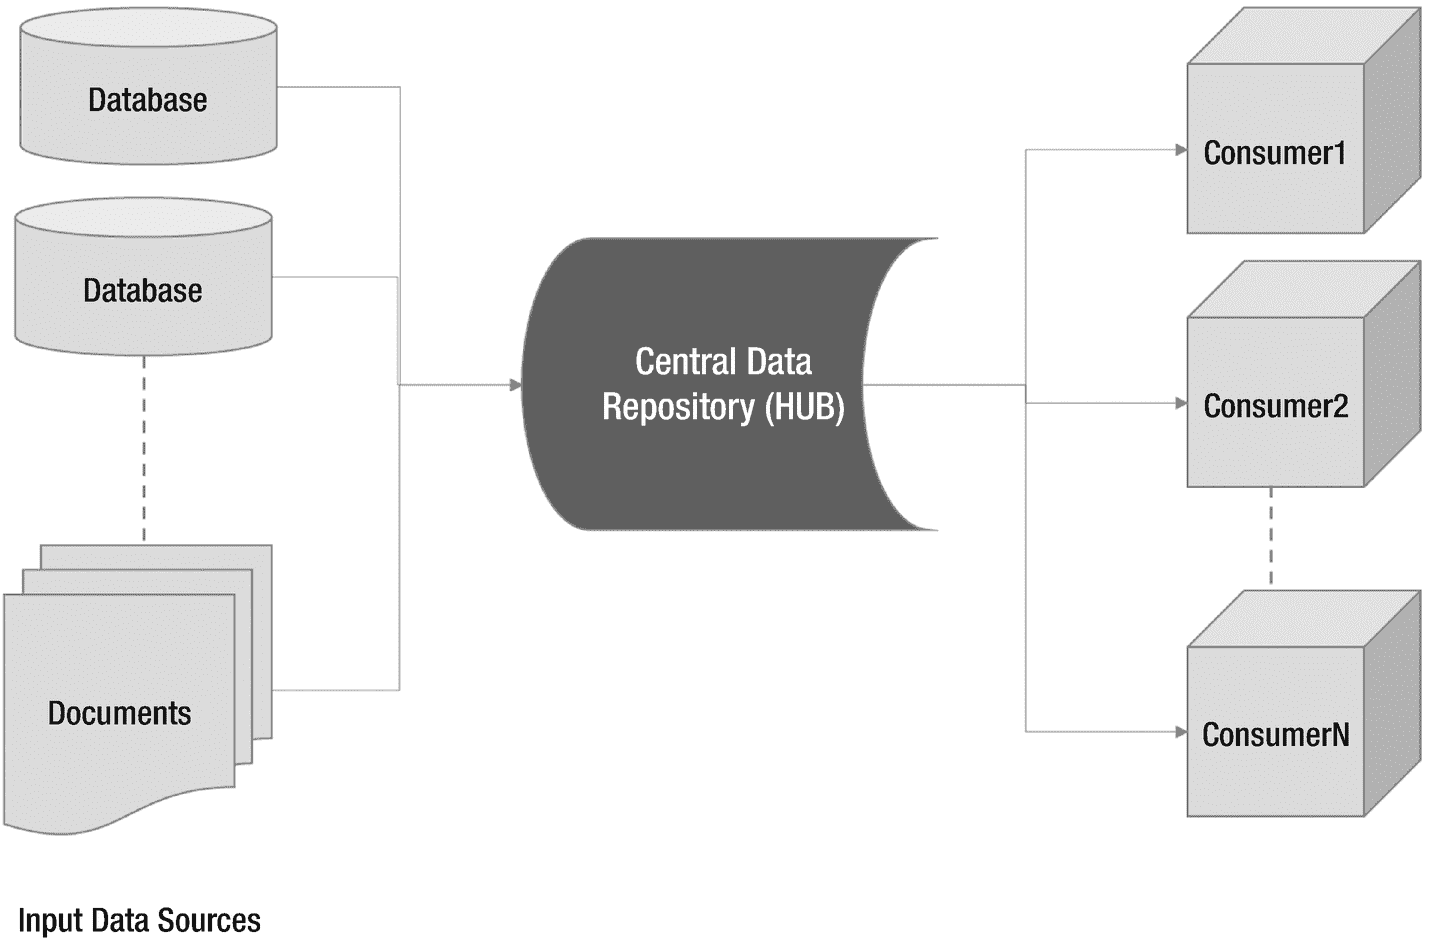 Database
Database
Documents
Central Data
Repository (HUB)
Consumer1
Consumer2
ConsumerN
Input Data Sources